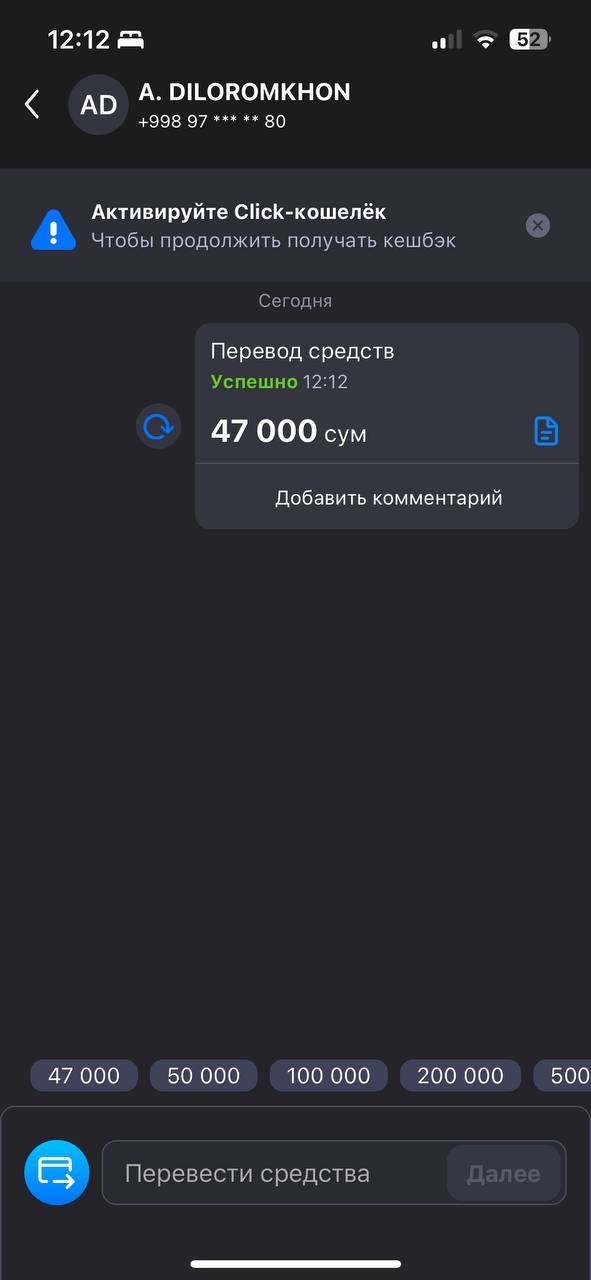 12:12
52
AD
A. DILOROMKHON
+998 97 *** ** 80
Активируйте Click-кошелёк
Чтобы продолжить получать кешбэк
Сегодня
Перевод средств
Успешно 12:12
47 000 сум
Добавить комментарий
47 000
50 000
100 000
200 000
500
Перевести средства
Далее